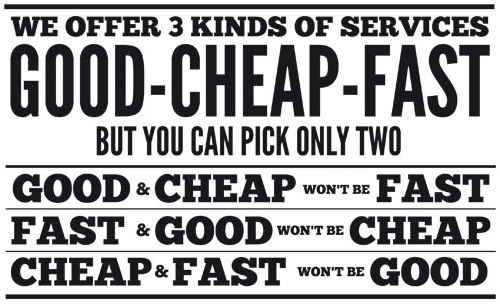 WE OFFER 3 KINDS OF SERVICES
GOOD-CHEAP-FAST
BUT YOU CAN PICK ONLY TWO
GOOD & CHEAP WON'T BE FAST
FAST & GOOD WON'T BE CHEAP
CHEAP & FAST WON'T BE GOOD